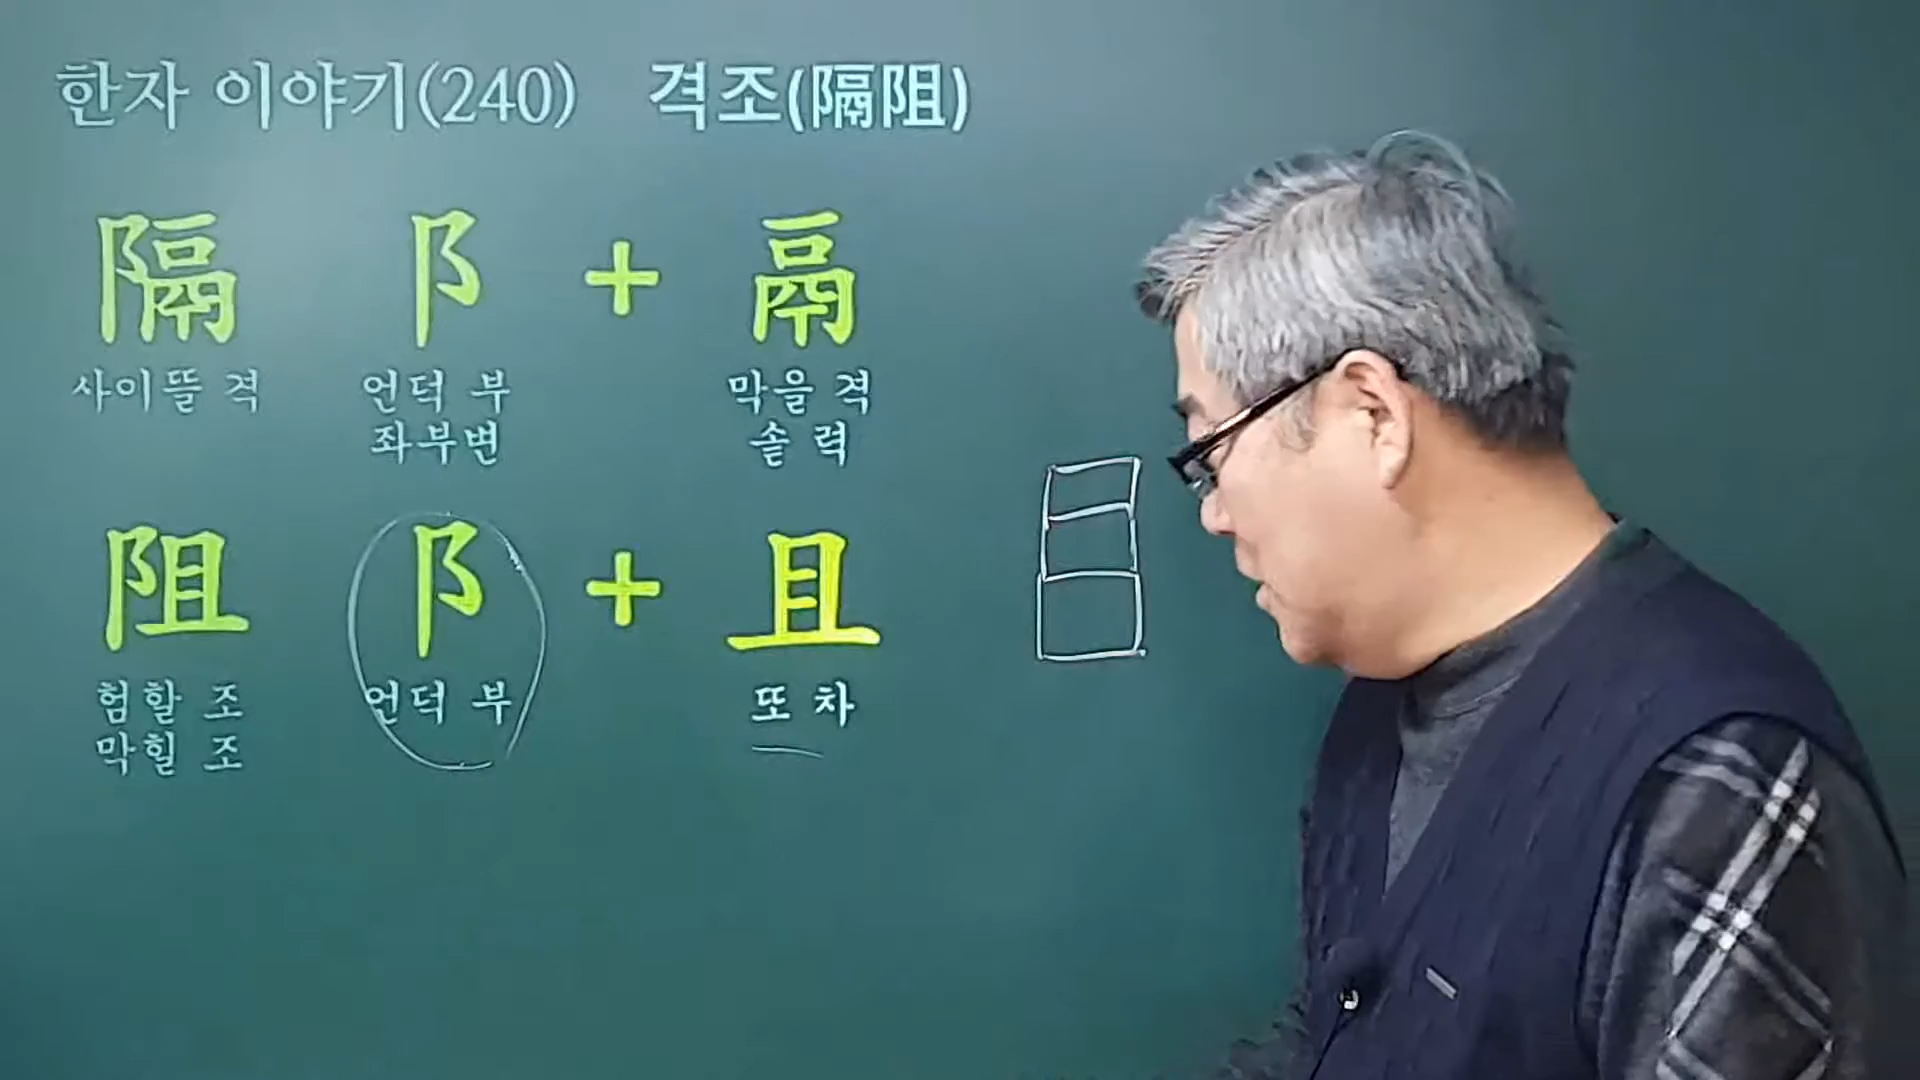 한자 이야기(240) 격조(隔阻)
隔 阝 + 鬲
사이뜰 격 언덕 부 막을 격
좌부변 솥 력
阻 阝 + 且
험할 조 언덕 부 또 차
막힐 조